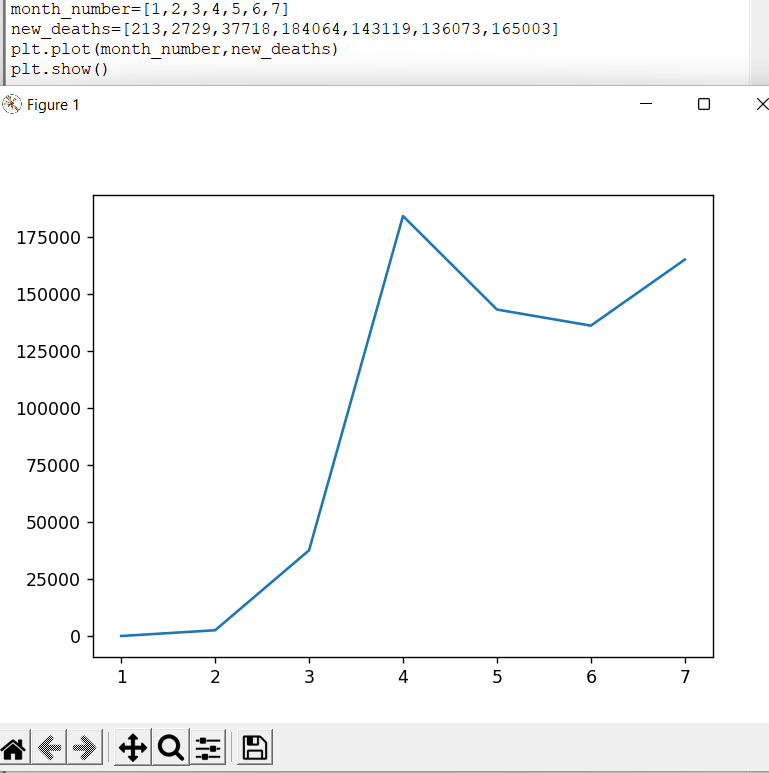 month_number=[1,2,3,4,5,6,7]
new_deaths=[213,2729,37718,184064,143119,136073,165003]
plt.plot(month_number,new_deaths)
plt.show()
Figure 1
175000
150000
125000
100000
75000
50000
25000
0
1 2 3 4 5 6 7